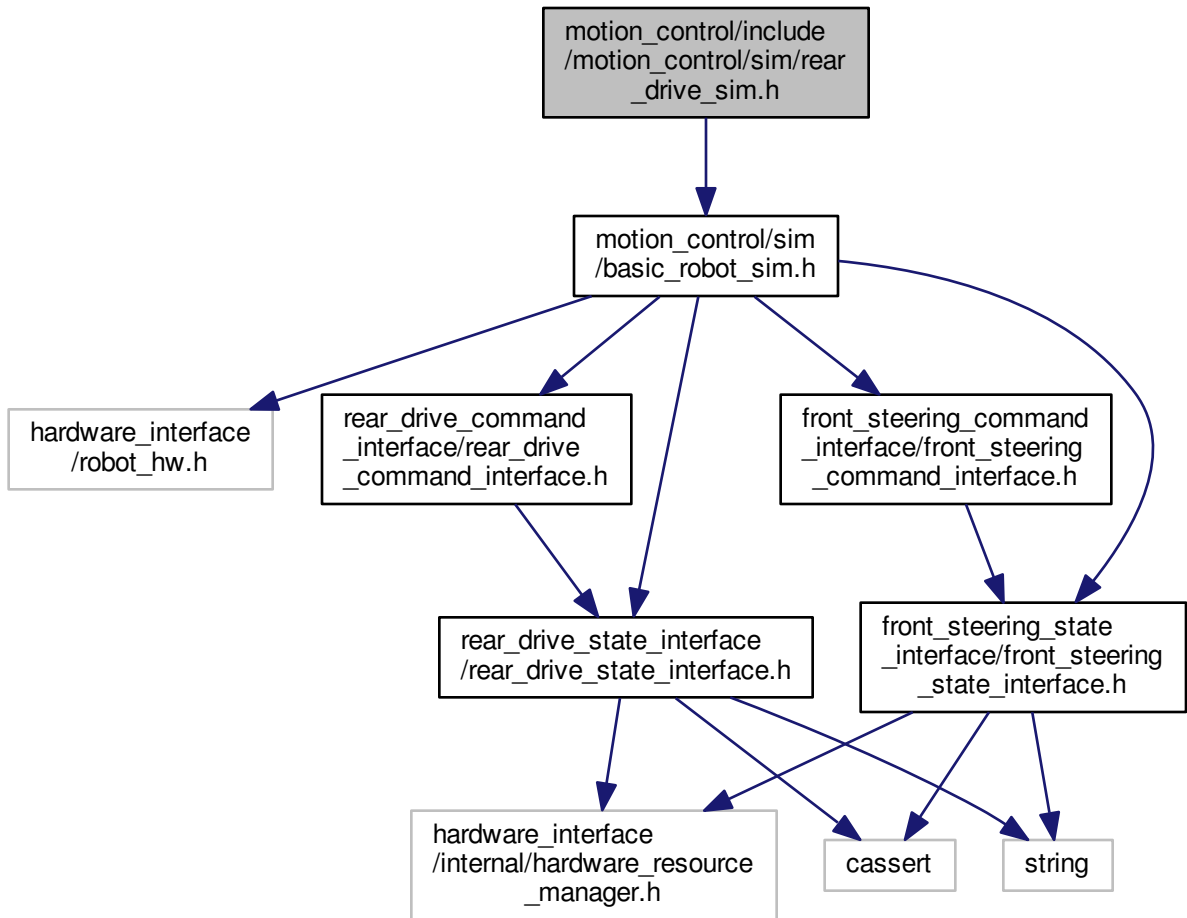 motion_control/include
/motion_control/sim/rear
_drive_sim.h
motion_control/sim
/basic_robot_sim.h
hardware_interface
/robot_hw.h
rear_drive_command
_interface/rear_drive
_command_interface.h
front_steering_command
_interface/front_steering
_command_interface.h
rear_drive_state_interface
/rear_drive_state_interface.h
front_steering_state
_interface/front_steering
_state_interface.h
hardware_interface
/internal/hardware_resource
_manager.h
cassert
string